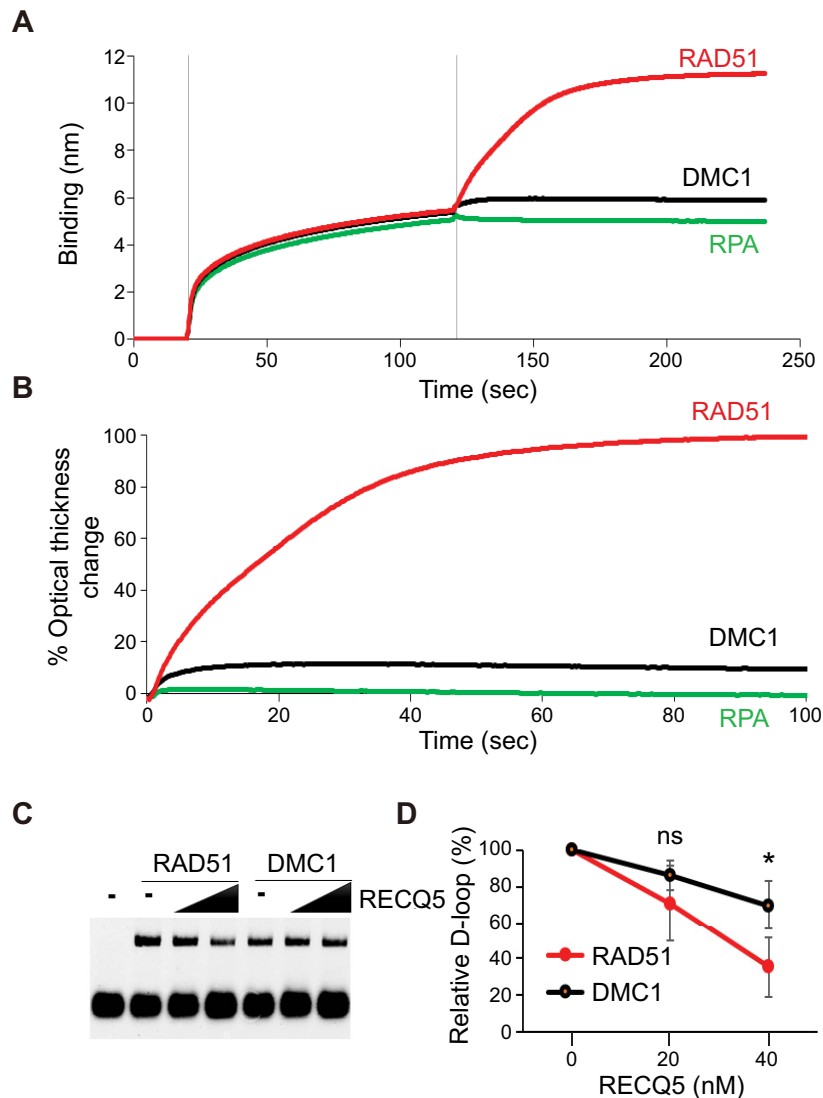 A
Binding (nm)
12
10
8
6
4
2
0
0 50 100 150 200 250
Time (sec)
RAD51
DMC1
RPA
B
% Optical thickness
change
100
80
60
40
20
0
0 20 40 60 80 100
Time (sec)
RAD51
DMC1
RPA
C
RAD51 DMC1
- - - RECQ5
D
Relative D-loop (%)
100
80
60
40
20
0
0 20 40
RECQ5 (nM)
ns
*
RAD51
DMC1